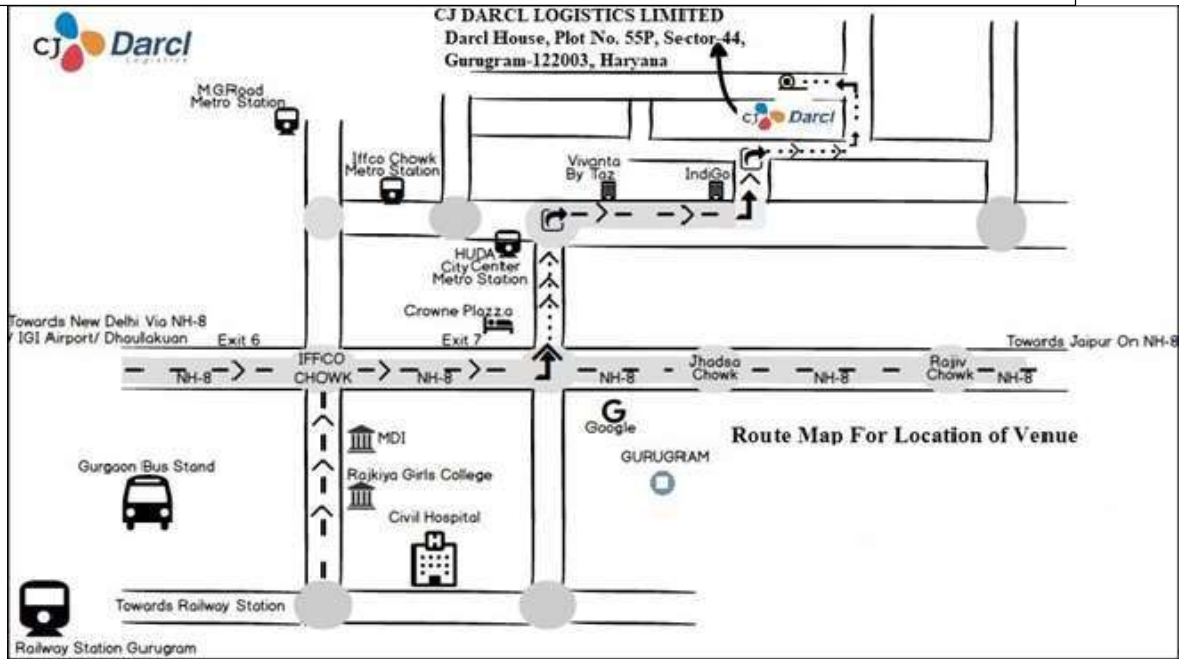 CJ DARCL LOGISTICS LIMITED
Darcl House, Plot No. 55P, Sector-44,
Gurugram-122003, Haryana
CJ Darcl
Logistics
M.G.Road
Metro Station
Iffco Chowk
Metro Station
Vivanta
By Taz
IndiGo
CJ Darcl
HUDA
City Center
Metro Station
Crowne Plazza
Towards New Delhi Via NH-8
/ IGI Airport/ Dhaulakuan
Exit 6
Exit 7
Towards Jaipur On NH-8
IFFCO
CHOWK
Jhadsa
Chowk
Rajiv
Chowk
NH-8
NH-8
NH-8
NH-8
NH-8
G
Google
MDI
Route Map For Location of Venue
GURUGRAM
Gurgaon Bus Stand
Rajkiya Girls College
Civil Hospital
H
Towards Railway Station
Railway Station Gurugram